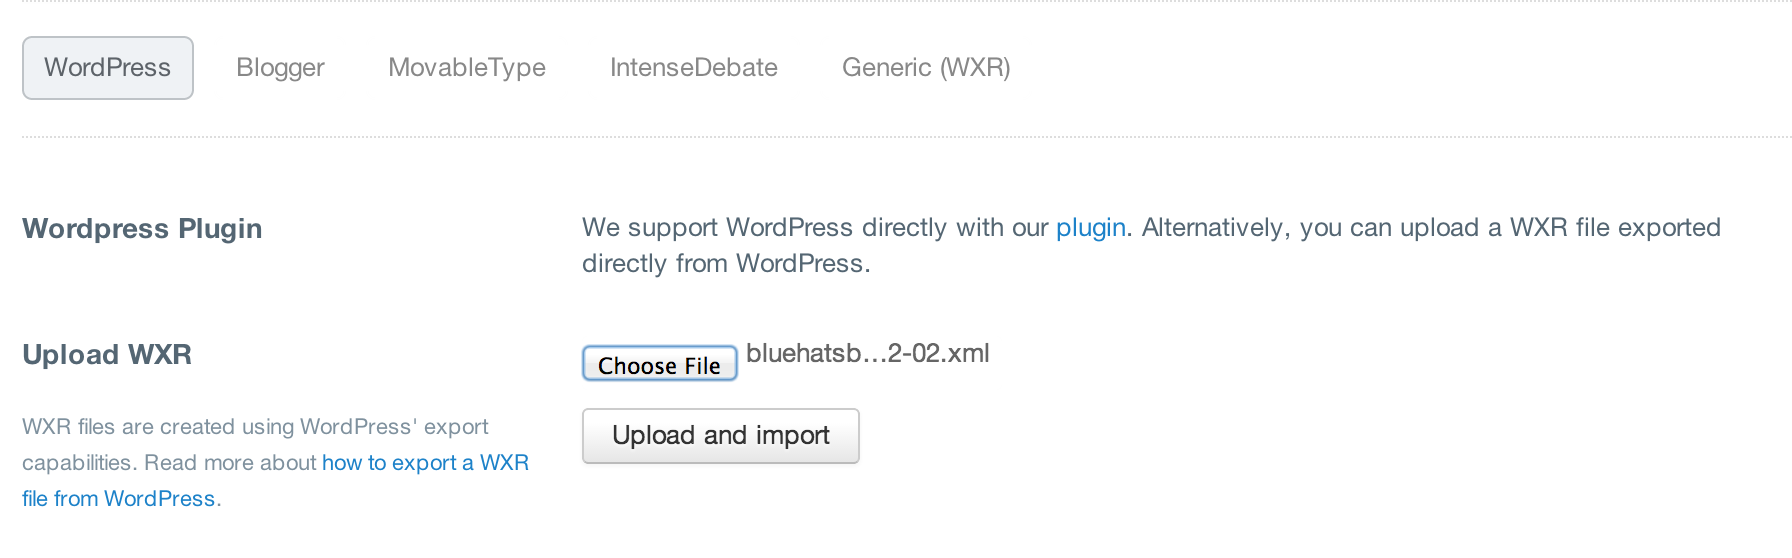 WordPress Blogger MovableType IntenseDebate Generic (WXR)
Wordpress Plugin
We support WordPress directly with our plugin. Alternatively, you can upload a WXR file exported
directly from WordPress.
Upload WXR
Choose File bluehatsb...2-02.xml
WXR files are created using WordPress' export
capabilities. Read more about how to export a WXR
file from WordPress.
Upload and import